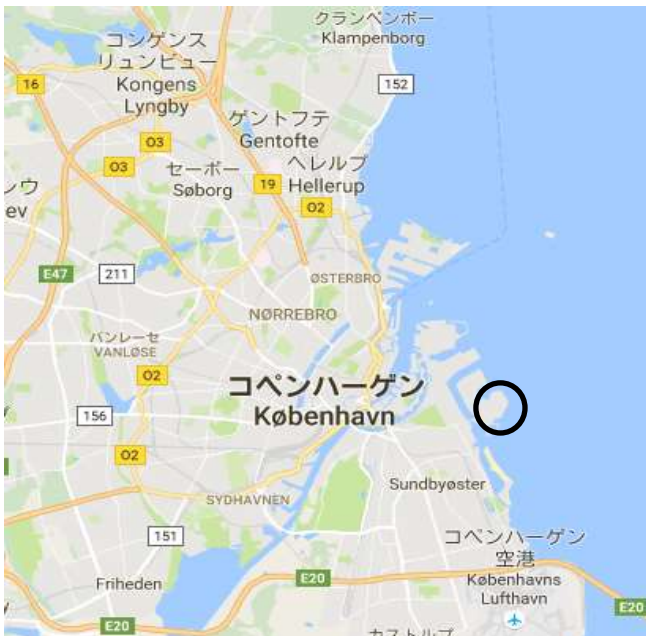 クランペンボー
Klampenborg
コンゲンス
リュンビュー
Kongens
Lyngby
16
152
ゲントフテ
Gentofte
O3
O3
セーボー
Søborg
19
ヘレルプ
Hellerup
O2
ev
E47
211
ØSTERBRO
NØRREBRO
バンレーセ
VANLØSE
O2
コペンハーゲン
København
156
O2
Sundbyøster
SYDHAVNEN
151
コペンハーゲン
空港
Københavns
Lufthavn
Friheden
E20
E20
E20